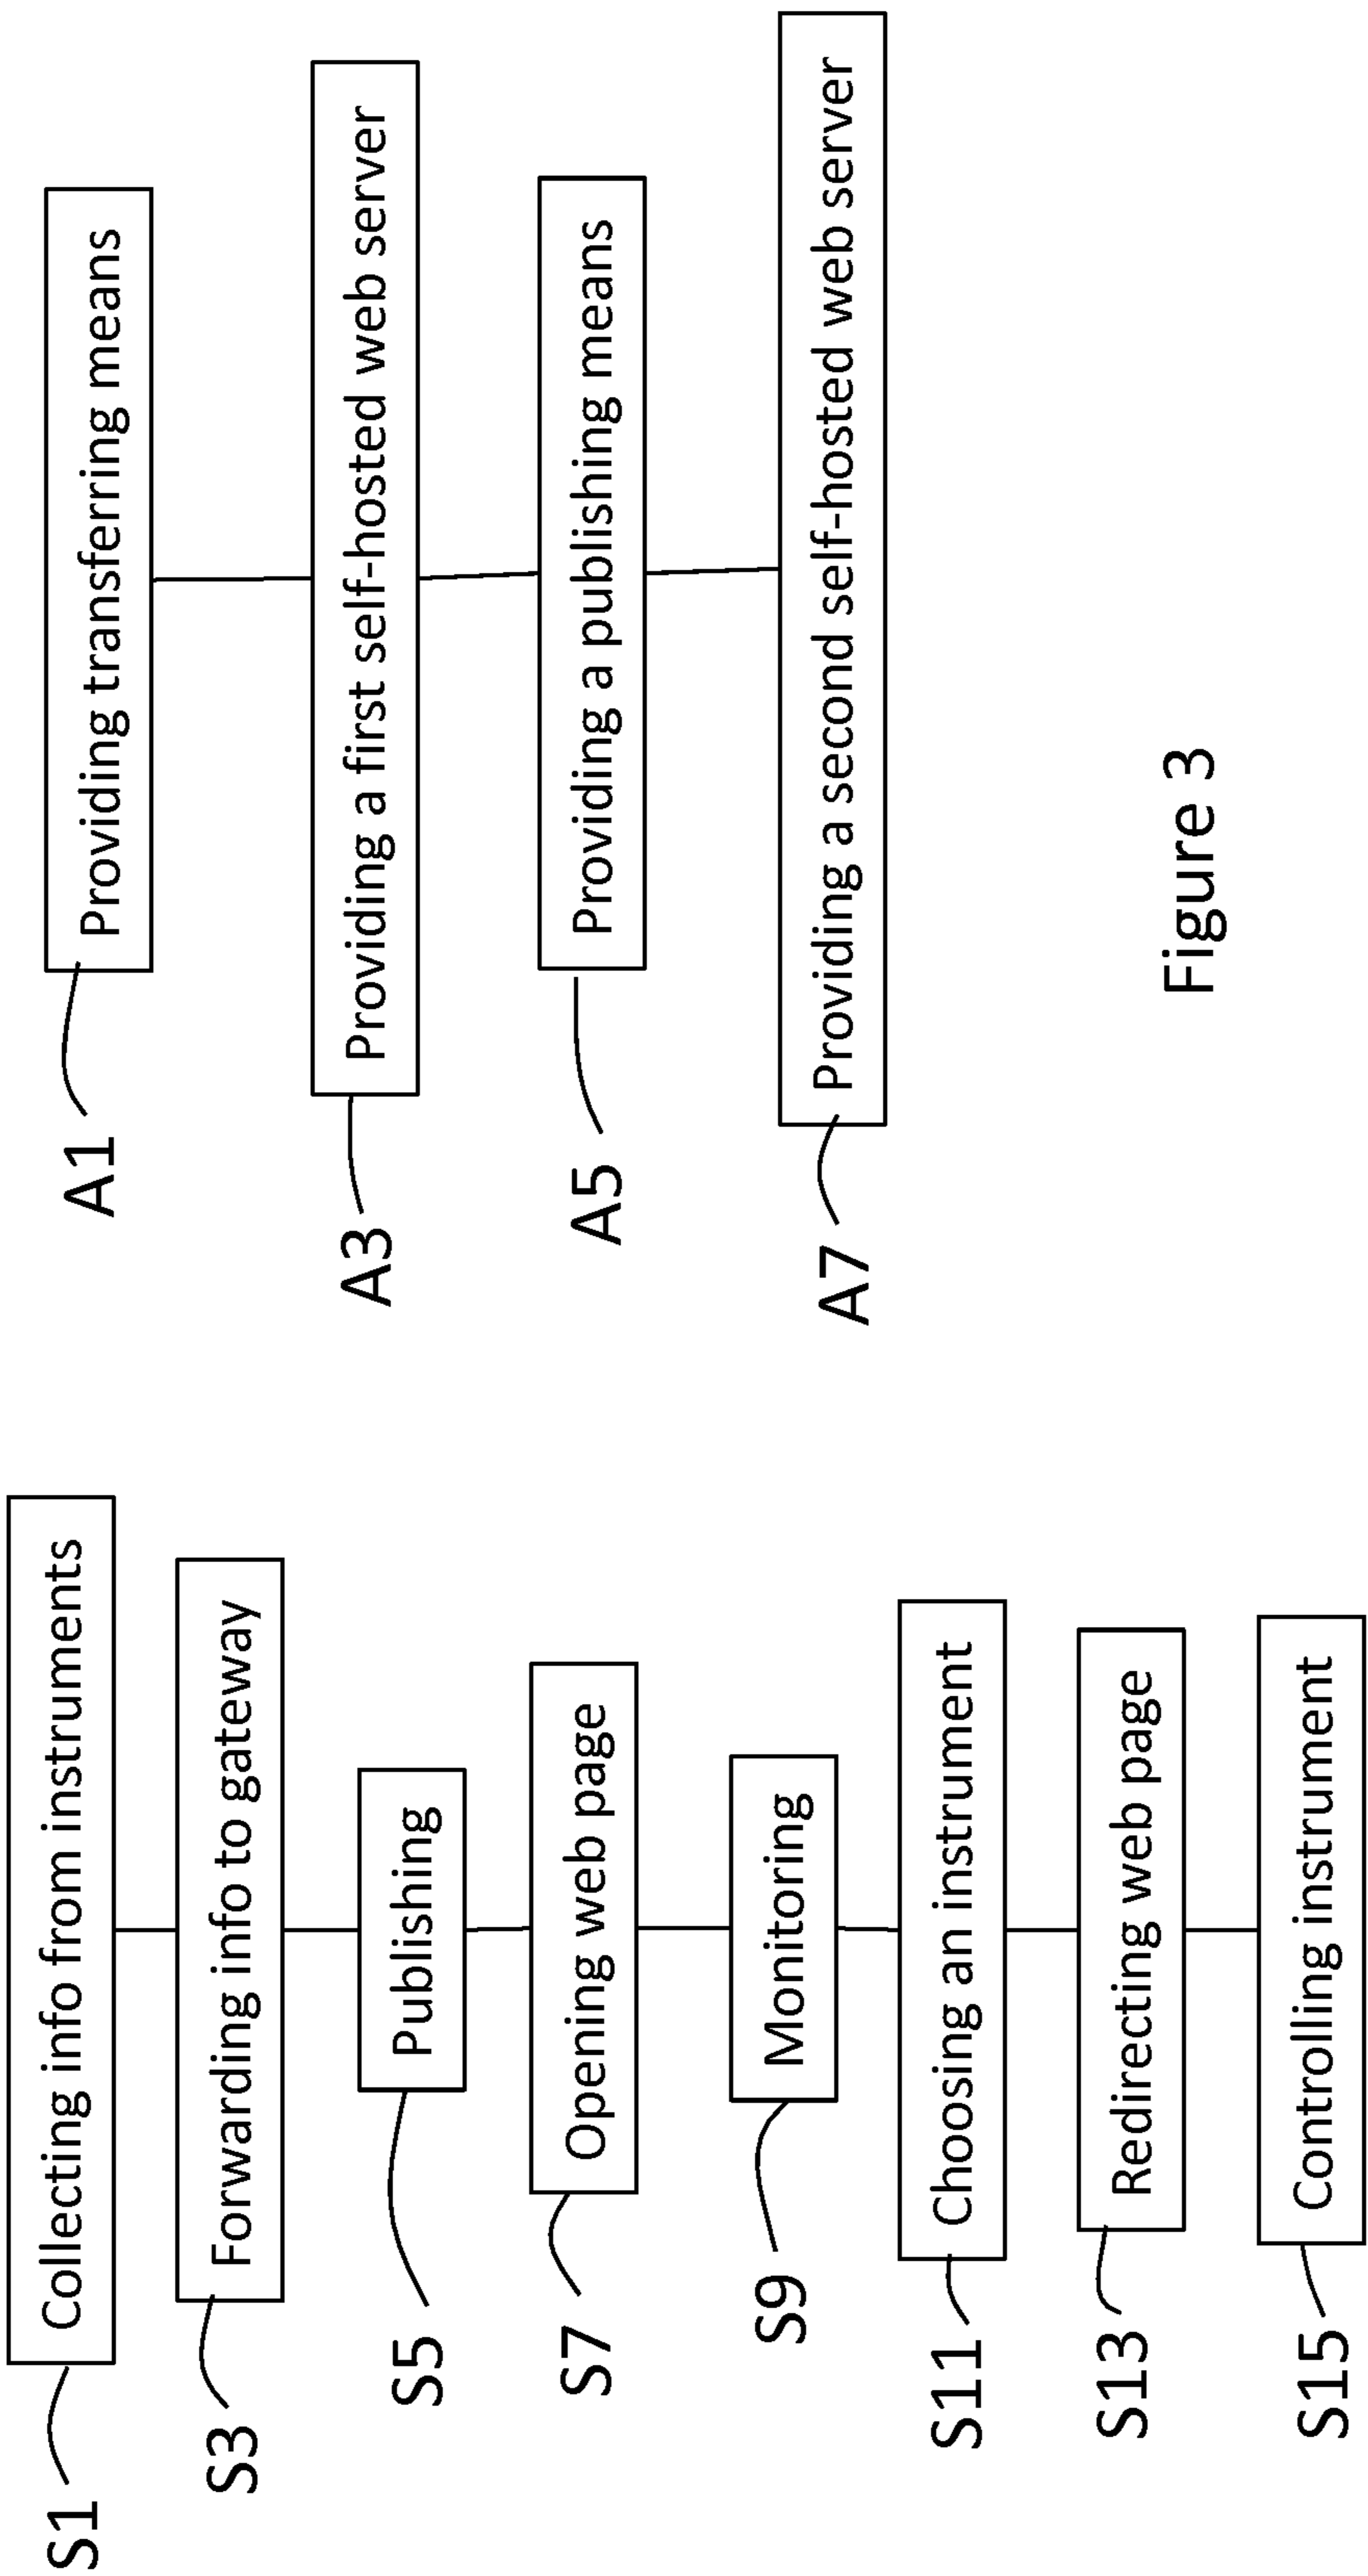 S1
Collecting info from instruments
S3
Forwarding info to gateway
S5
Publishing
S7
Opening web page
S9
Monitoring
S11
Choosing an instrument
S13
Redirecting web page
S15
Controlling instrument
A1
Providing transferring means
A3
Providing a first self-hosted web server
A5
Providing a publishing means
A7
Providing a second self-hosted web server
Figure 3